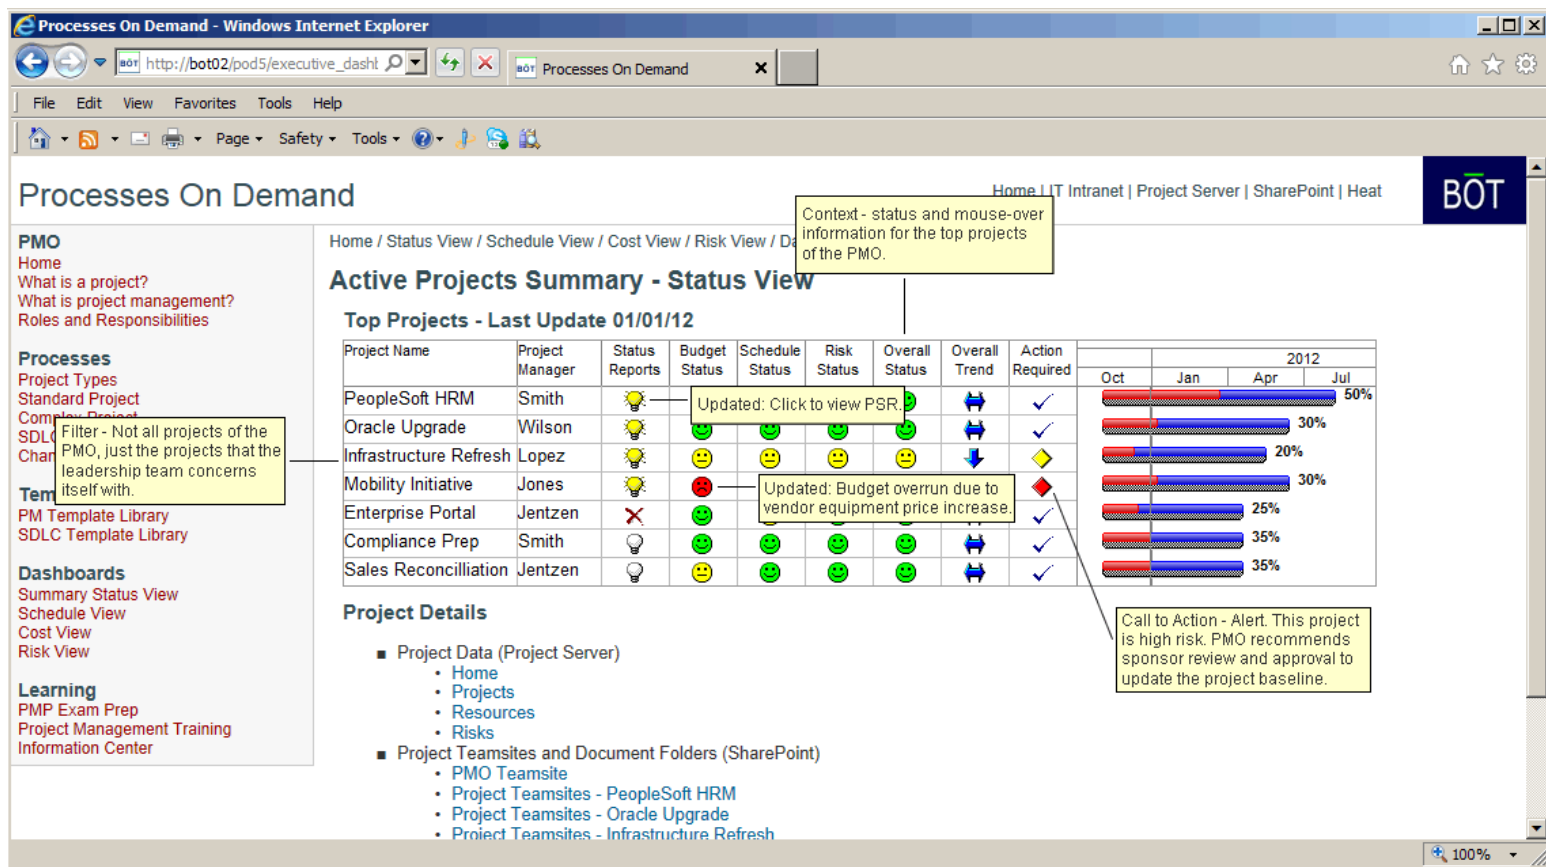 Processes On Demand - Windows Internet Explorer
BOT http://bot02/pod5/executive_dashb
BOT Processes On Demand
File Edit View Favorites Tools Help
Page Safety Tools
Processes On Demand
Home | IT Intranet | Project Server | SharePoint | Heat
BŌT
Context - status and mouse-over
information for the top projects
of the PMO.
PMO
Home
What is a project?
What is project management?
Roles and Responsibilities
Processes
Project Types
Standard Project
Complex Project
SDLC
Chan
Filter - Not all projects of the
PMO, just the projects that the
leadership team concerns
itself with.
Tem
PM Template Library
SDLC Template Library
Dashboards
Summary Status View
Schedule View
Cost View
Risk View
Learning
PMP Exam Prep
Project Management Training
Information Center
Home / Status View / Schedule View / Cost View / Risk View / Da
Active Projects Summary - Status View
Top Projects - Last Update 01/01/12
Project Name Project Manager Status Reports Budget Status Schedule Status Risk Status Overall Status Overall Trend Action Required
2012
Oct Jan Apr Jul
PeopleSoft HRM Smith 50%
Updated: Click to view PSR.
Oracle Upgrade Wilson 30%
Infrastructure Refresh Lopez 20%
Mobility Initiative Jones 30%
Updated: Budget overrun due to
vendor equipment price increase.
Enterprise Portal Jentzen 25%
Compliance Prep Smith 35%
Sales Reconcilliation Jentzen 35%
Call to Action - Alert. This project
is high risk. PMO recommends
sponsor review and approval to
update the project baseline.
Project Details
■ Project Data (Project Server)
• Home
• Projects
• Resources
• Risks
■ Project Teamsites and Document Folders (SharePoint)
• PMO Teamsite
• Project Teamsites - PeopleSoft HRM
• Project Teamsites - Oracle Upgrade
• Project Teamsites - Infrastructure Refresh
100%